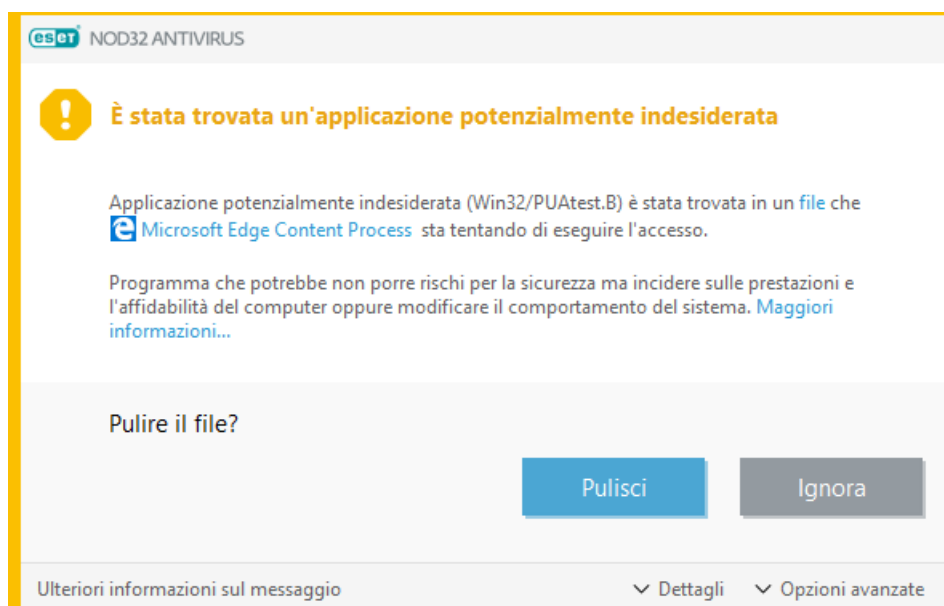 eset NOD32 ANTIVIRUS
È stata trovata un'applicazione potenzialmente indesiderata
Applicazione potenzialmente indesiderata (Win32/PUAtest.B) è stata trovata in un file che
Microsoft Edge Content Process sta tentando di eseguire l'accesso.
Programma che potrebbe non porre rischi per la sicurezza ma incidere sulle prestazioni e
l'affidabilità del computer oppure modificare il comportamento del sistema. Maggiori
informazioni...
Pulire il file?
Pulisci Ignora
Ulteriori informazioni sul messaggio Dettagli Opzioni avanzate